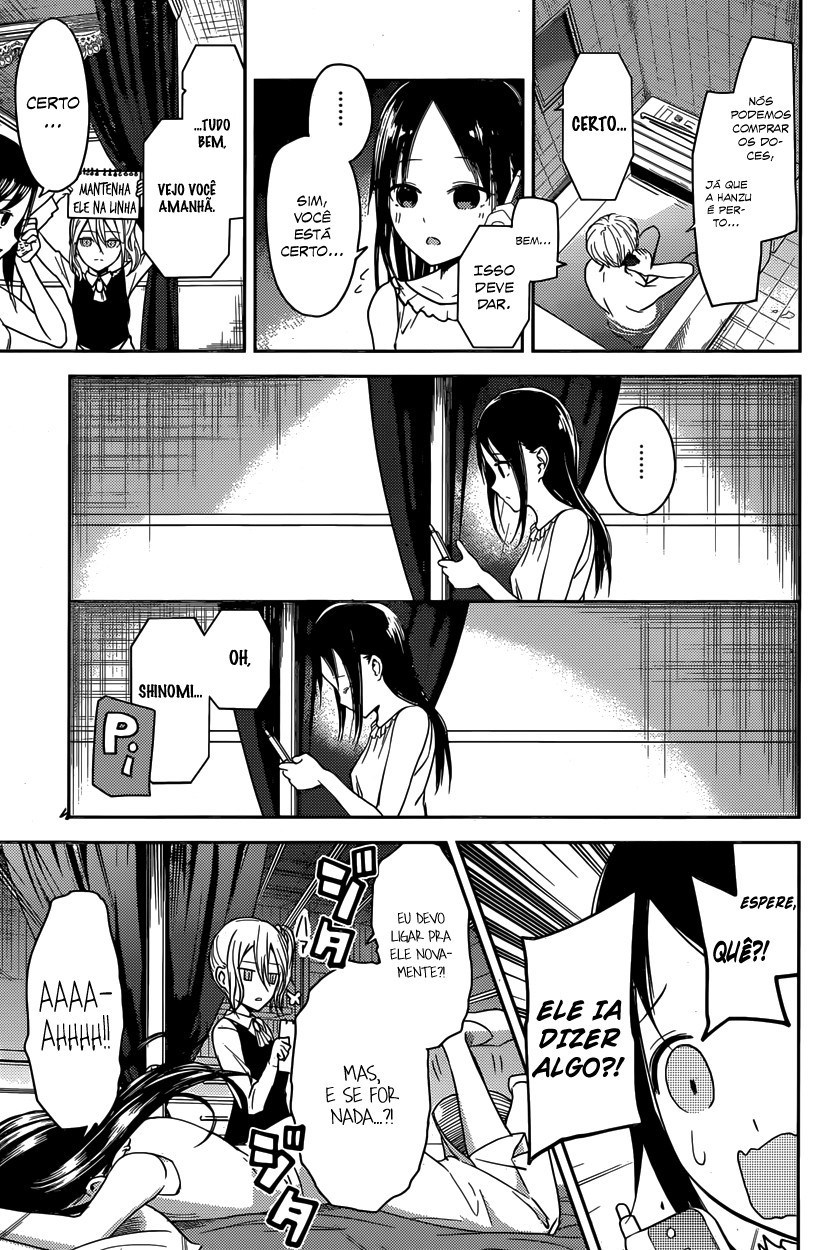 NÓS
PODEMOS
COMPRAR
OS DO-
CES,
JÁ QUE
A HANZU
É PER-
TO...
CERTO...
BEM...
ISSO
DEVE
DAR.
......
SIM,
VOCÊ
ESTÁ
CERTO...
...TUDO
BEM,
VEJO VOCÊ
AMANHÃ.
CERTO
...
MANTENHA
ELE NA LINHA
......
OH,
SHINOMI...
Pi
ESPERE,
QUÊ?!
ELE IA
DIZER
ALGO?!
EU DEVO
LIGAR PRA
ELE NOVA-
MENTE?!
MAS,
E SE FOR
NADA...?!
ジタ
ジタ
AAAA-
AHHHH!!